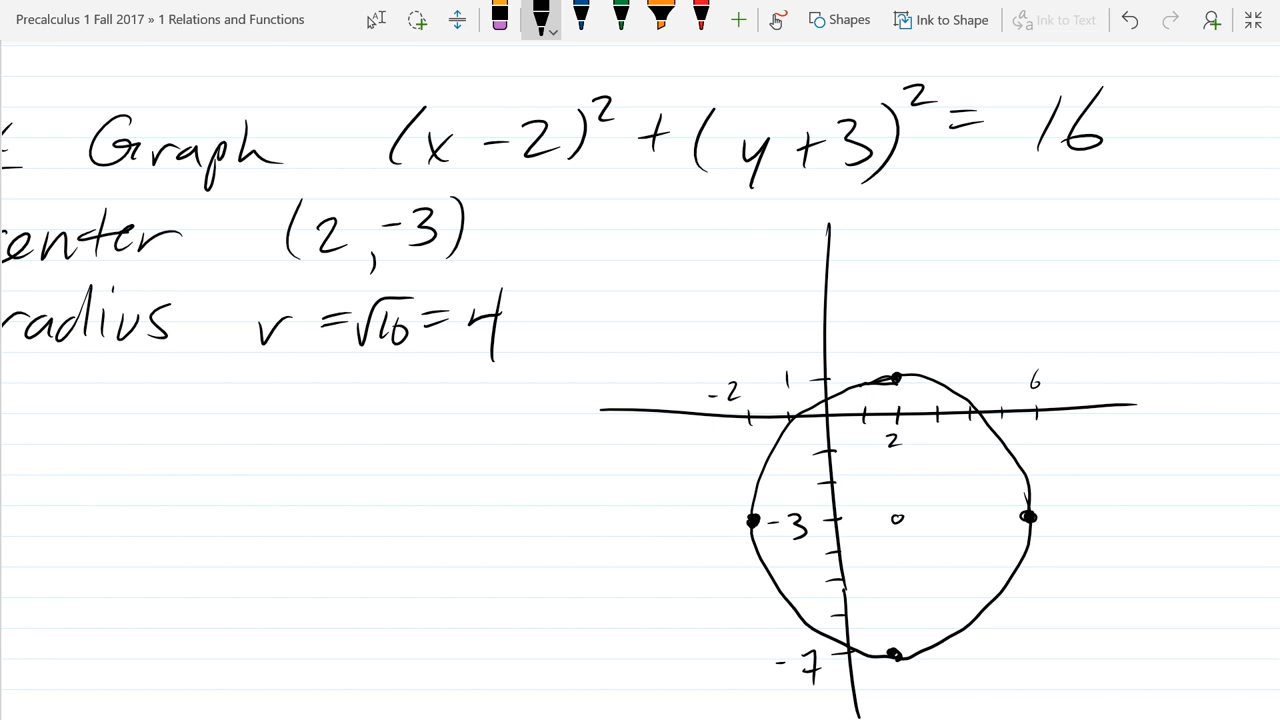 Precalculus 1 Fall 2017 » 1 Relations and Functions
Shapes
Ink to Shape
Ink to Text
Graph (x - 2)² + (y + 3)² = 16
enter (2, -3)
radius r = √16 = 4
-2
1
6
2
-3
-7